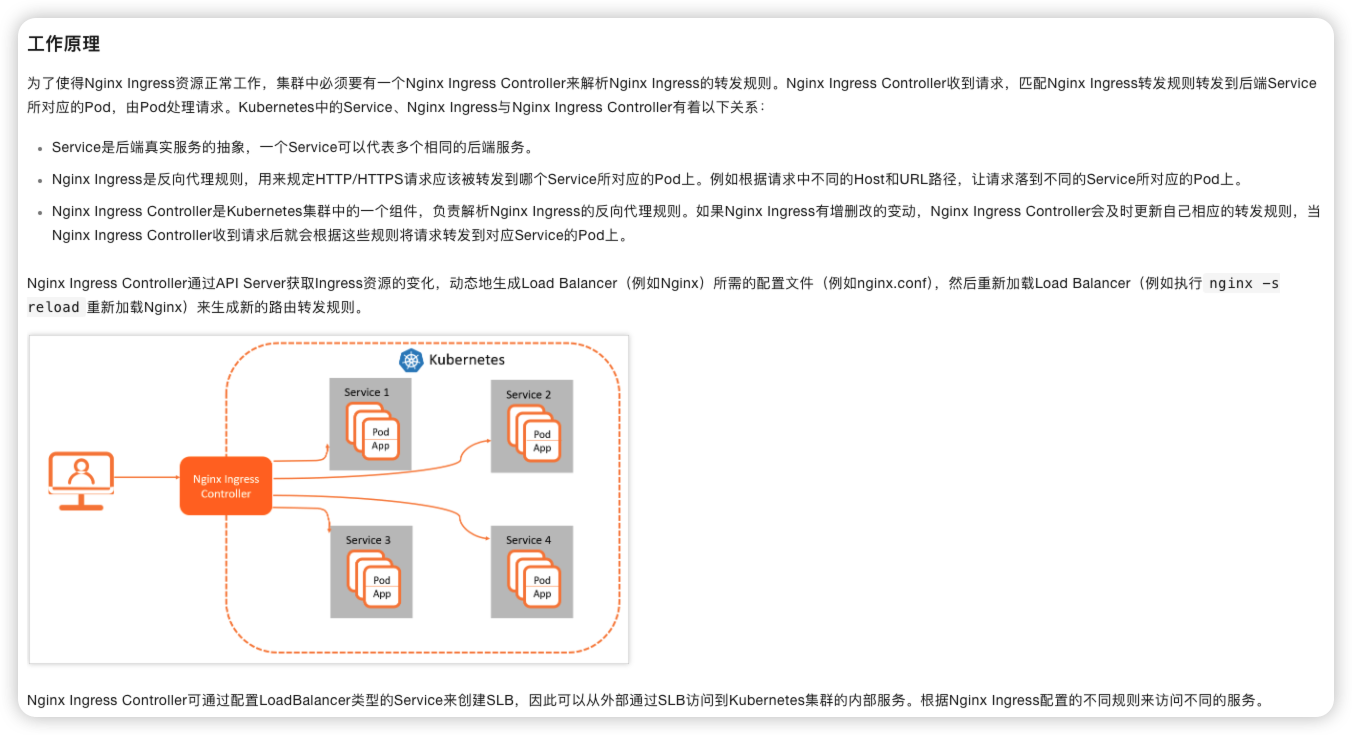 工作原理
为了使得Nginx Ingress资源正常工作，集群中必须要有一个Nginx Ingress Controller来解析Nginx Ingress的转发规则。Nginx Ingress Controller收到请求，匹配Nginx Ingress转发规则转发到后端Service
所对应的Pod，由Pod处理请求。Kubernetes中的Service、Nginx Ingress与Nginx Ingress Controller有着以下关系：
Service是后端真实服务的抽象，一个Service可以代表多个相同的后端服务。
Nginx Ingress是反向代理规则，用来规定HTTP/HTTPS请求应该被转发到哪个Service所对应的Pod上。例如根据请求中不同的Host和URL路径，让请求落到不同的Service所对应的Pod上。
Nginx Ingress Controller是Kubernetes集群中的一个组件，负责解析Nginx Ingress的反向代理规则。如果Nginx Ingress有增删改的变动，Nginx Ingress Controller会及时更新自己相应的转发规则，当
Nginx Ingress Controller收到请求后就会根据这些规则将请求转发到对应Service的Pod上。
Nginx Ingress Controller通过API Server获取Ingress资源的变化，动态地生成Load Balancer（例如Nginx）所需的配置文件（例如nginx.conf），然后重新加载Load Balancer（例如执行 nginx -s
reload 重新加载Nginx）来生成新的路由转发规则。
Kubernetes
Service 1
Pod
App
Service 2
Pod
App
Nginx Ingress
Controller
Service 3
Pod
App
Service 4
Pod
App
Nginx Ingress Controller可通过配置LoadBalancer类型的Service来创建SLB，因此可以从外部通过SLB访问到Kubernetes集群的内部服务。根据Nginx Ingress配置的不同规则来访问不同的服务。